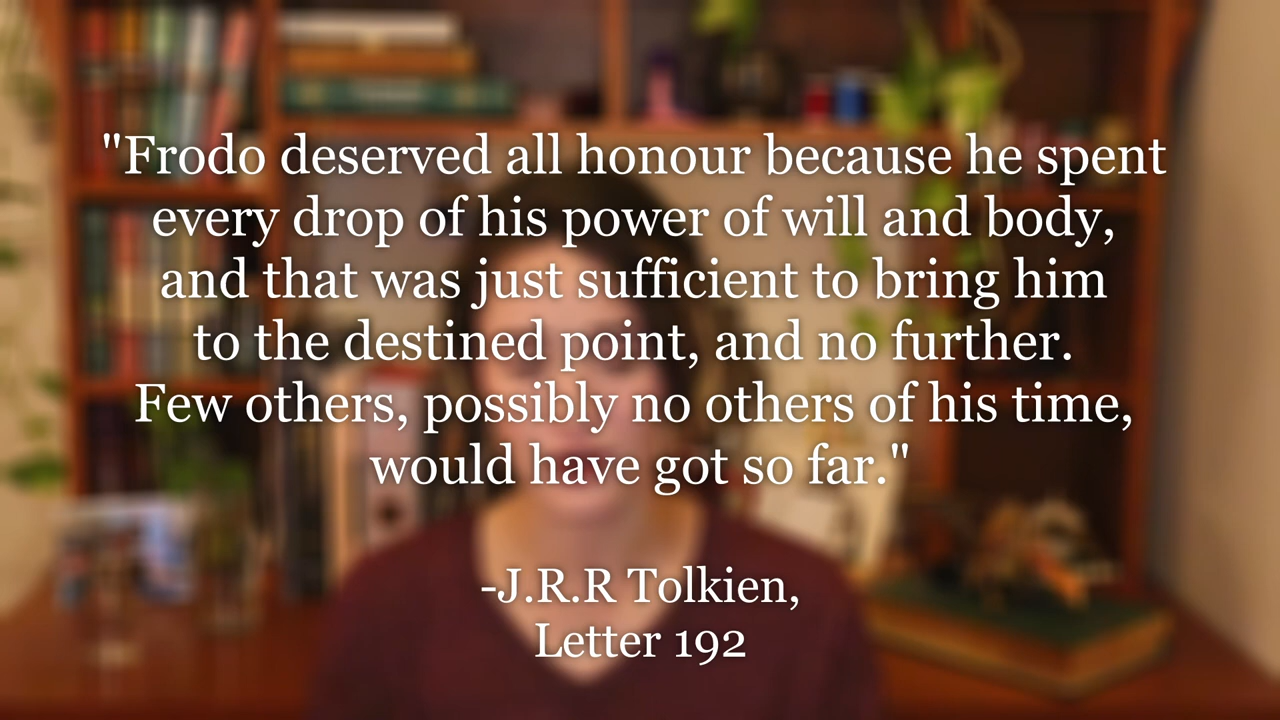 "Frodo deserved all honour because he spent
every drop of his power of will and body,
and that was just sufficient to bring him
to the destined point, and no further.
Few others, possibly no others of his time,
would have got so far."
-J.R.R Tolkien,
Letter 192